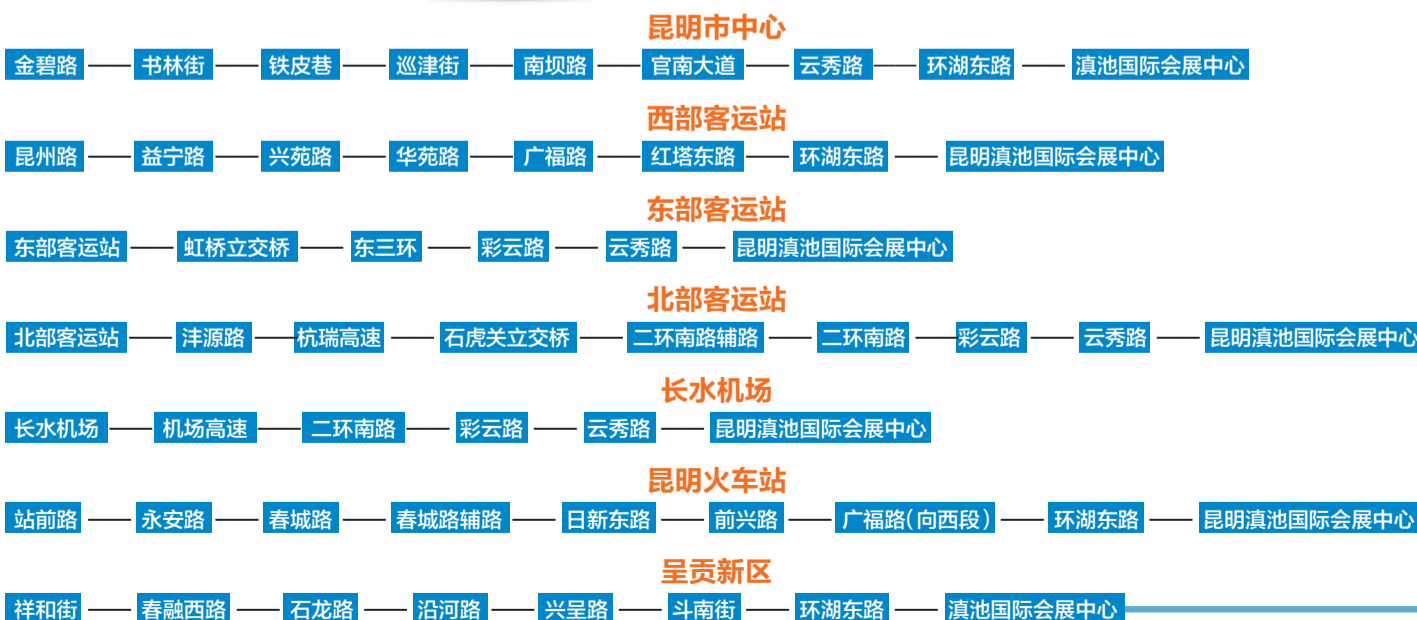 昆明市中心
金碧路 书林街 铁皮巷 巡津街 南坝路 官南大道 云秀路 环湖东路 滇池国际会展中心
西部客运站
昆州路 益宁路 兴苑路 华苑路 广福路 红塔东路 环湖东路 昆明滇池国际会展中心
东部客运站
东部客运站 虹桥立交桥 东三环 彩云路 云秀路 昆明滇池国际会展中心
北部客运站
北部客运站 沣源路 杭瑞高速 石虎关立交桥 二环南路辅路 二环南路 彩云路 云秀路 昆明滇池国际会展中心
长水机场
长水机场 机场高速 二环南路 彩云路 云秀路 昆明滇池国际会展中心
昆明火车站
站前路 永安路 春城路 春城路辅路 日新东路 前兴路 广福路(向西段) 环湖东路 昆明滇池国际会展中心
呈贡新区
祥和街 春融西路 石龙路 沿河路 兴呈路 斗南街 环湖东路 滇池国际会展中心